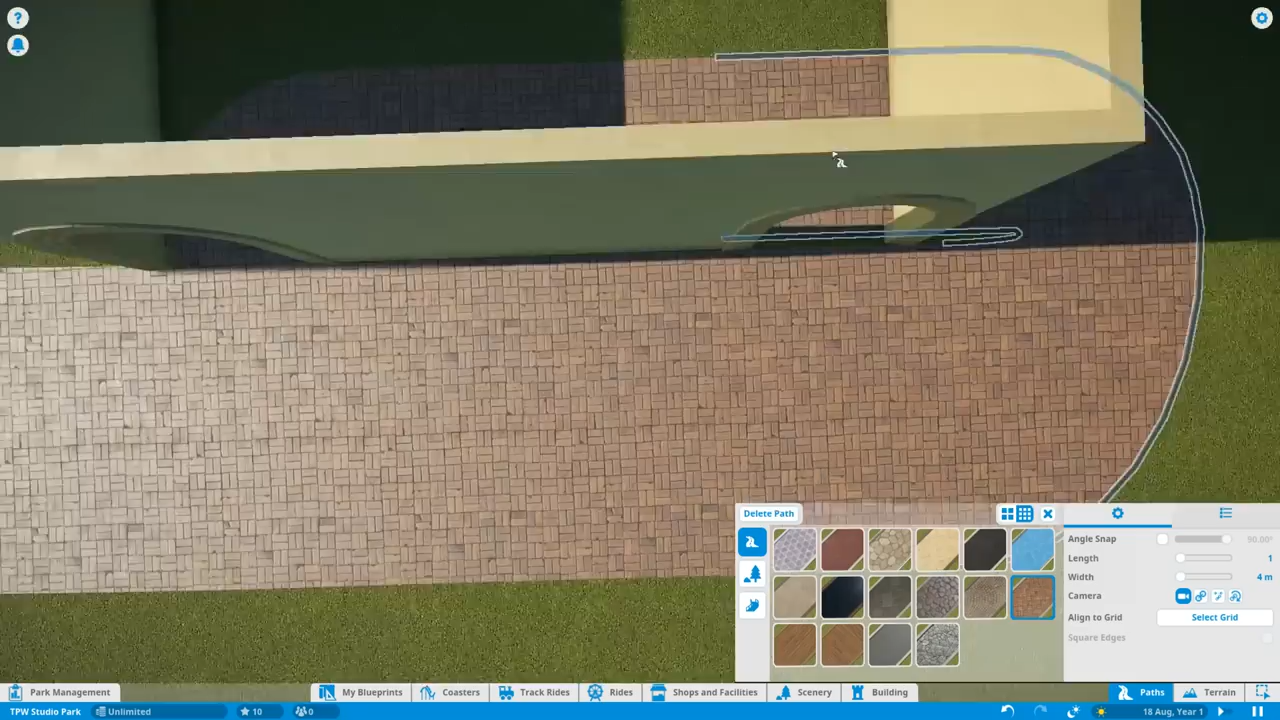 ?
Delete Path
Angle Snap 90.00°
Length 1
Width 4 m
Camera
Align to Grid Select Grid
Square Edges
Park Management My Blueprints Coasters Track Rides Rides Shops and Facilities Scenery Building Paths Terrain
TPW Studio Park Unlimited 10 0 18 Aug, Year 1